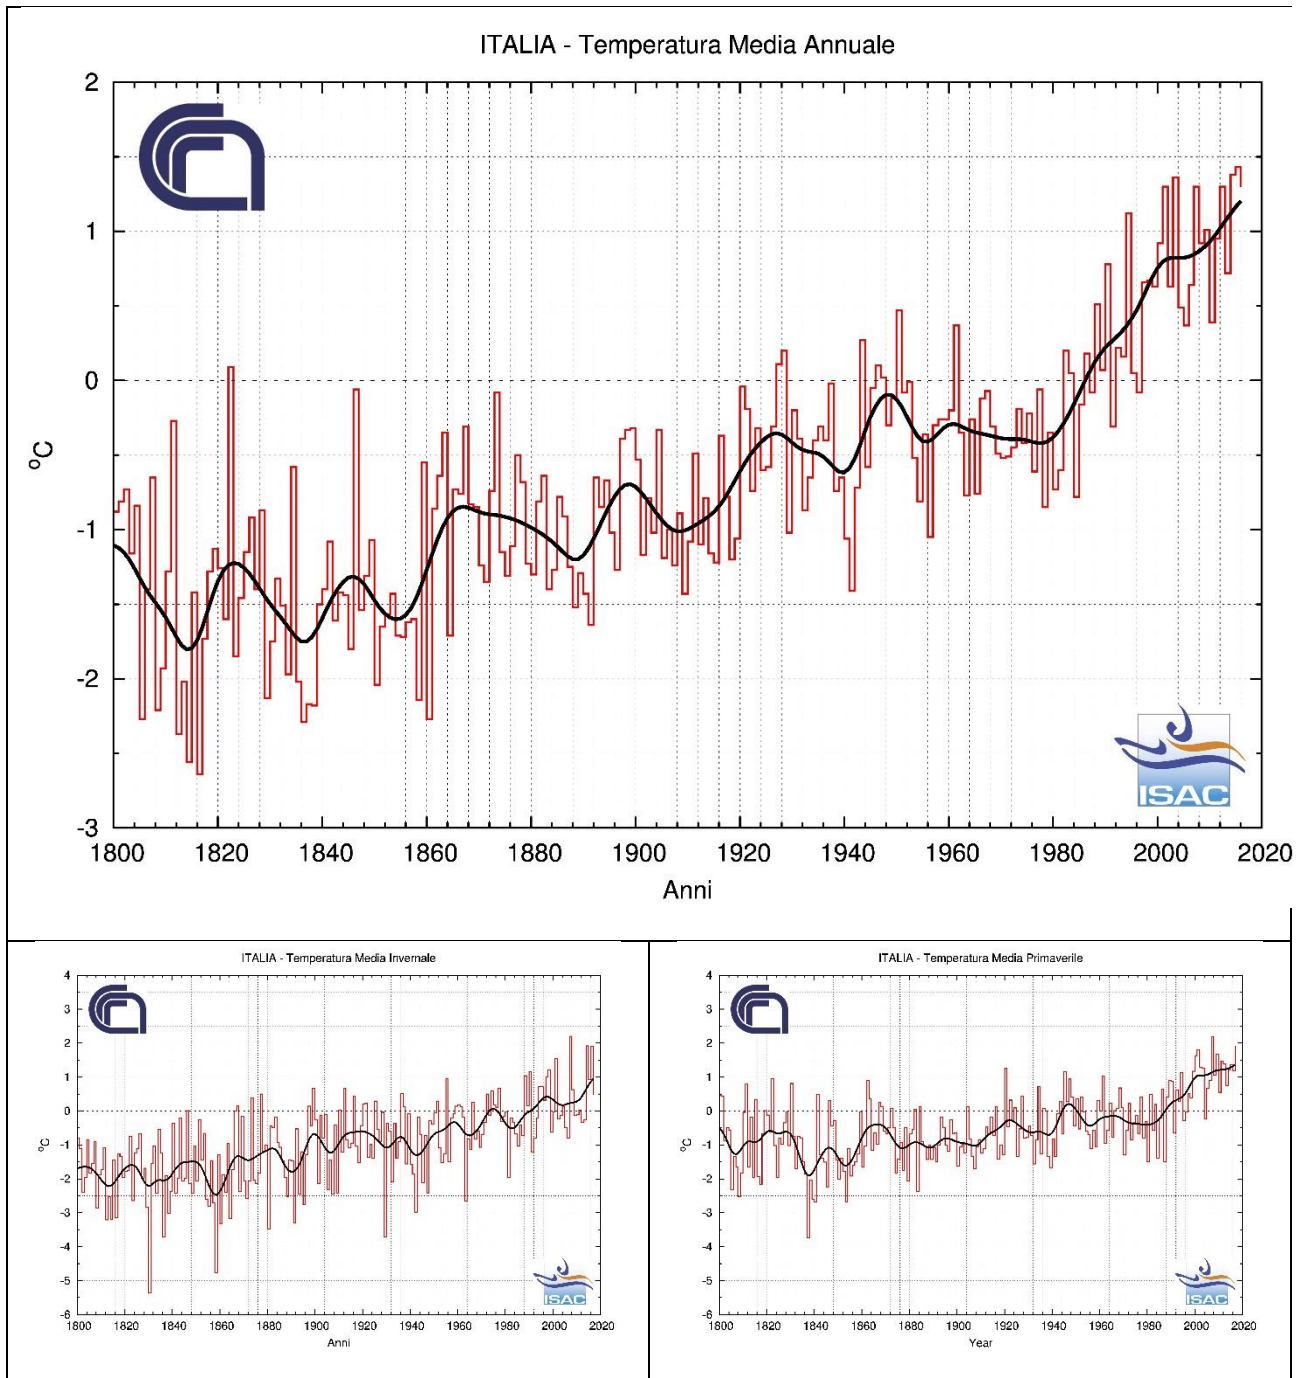 ITALIA - Temperatura Media Annuale
2
1
0
-1
-2
-3
°C
ISAC
1800 1820 1840 1860 1880 1900 1920 1940 1960 1980 2000 2020
Anni
ITALIA - Temperatura Media Invernale
4
3
2
1
0
-1
-2
-3
-4
-5
-6
°C
ISAC
1800 1820 1840 1860 1880 1900 1920 1940 1960 1980 2000 2020
Anni
ITALIA - Temperatura Media Primaverile
4
3
2
1
0
-1
-2
-3
-4
-5
-6
°C
ISAC
1800 1820 1840 1860 1880 1900 1920 1940 1960 1980 2000 2020
Year